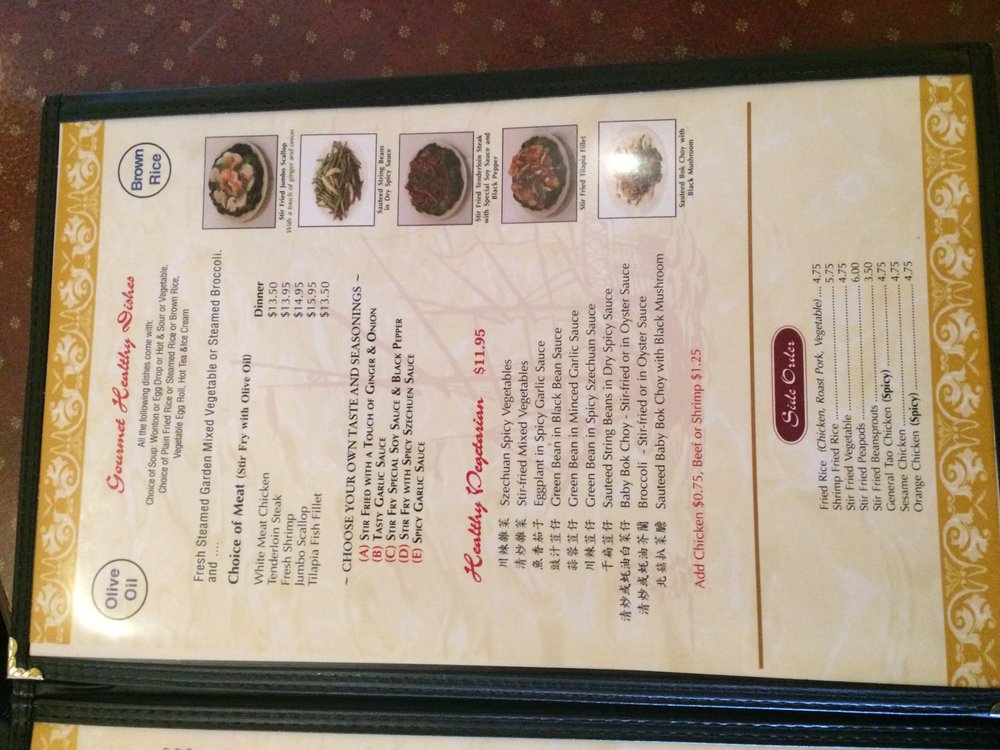 Olive
Oil
Brown
Rice
Gourmet Healthy Dishes
All the following dishes come with:
Choice of Soup: Wonton or Egg Drop or Hot & Sour or Vegetable,
Choice of Plain Fried Rice or Steamed Rice or Brown Rice,
Vegetable Egg Roll, Hot Tea &Ice Cream
Fresh Steamed Garden Mixed Vegetable or Steamed Broccoli.
and ....
Choice of Meat (Stir Fry with Olive Oil)
Dinner
White Meat Chicken $13.50
Tenderloin Steak $13.95
Fresh Shrimp $14.95
Jumbo Scallop $15.95
Tilapia Fish Fillet $13.50
~ CHOOSE YOUR OWN TASTE AND SEASONINGS ~
(A) STIR FRIED WITH A TOUCH OF GINGER & ONION
(B) TASTY GARLIC SAUCE
(C) STIR FRY SPECIAL SOY SAUCE & BLACK PEPPER
(D) STIR FRY WITH SPICY SZECHUEN SAUCE
(E) SPICY GARLIC SAUCE
Stir Fried Jumbo Scallop
With a touch of ginger and onion
Sauteed String Beans
in Dry Spicy Sauce
Stir Fried Tenderloin Steak
with Special Soy Sauce and
Black Pepper
Stir Fried Tilapia Fillet
Sauteed Bok Choy with
Black Mushroom
Healthy Vegetarian $11.95
川辣雜菜 Szechuan Spicy Vegetables
清炒雜菜 Stir-fried Mixed Vegetables
魚香茄子 Eggplant in Spicy Garlic Sauce
豉汁荳仔 Green Bean in Black Bean Sauce
蒜蓉荳仔 Green Bean in Minced Garlic Sauce
川辣荳仔 Green Bean in Spicy Szechuan Sauce
干扁荳仔 Sauteed String Beans in Dry Spicy Sauce
清炒或蚝油白菜仔 Baby Bok Choy - Stir-fried or in Oyster Sauce
清炒或蚝油芥蘭 Broccoli - Stir-fried or in Oyster Sauce
北菇扒菜膽 Sauteed Baby Bok Choy with Black Mushroom
Add Chicken $0.75, Beef or Shrimp $1.25
Side Order
Fried Rice (Chicken, Roast Pork, Vegetable).... 4.75
Shrimp Fried Rice ........ 5.75
Stir Fried Vegetable ........ 4.75
Stir Fried Peapods ........ 6.00
Stir Fried Beansprouts ........ 3.50
General Tao Chicken (Spicy) ........ 4.75
Sesame Chicken ........ 4.75
Orange Chicken (Spicy) ........ 4.75